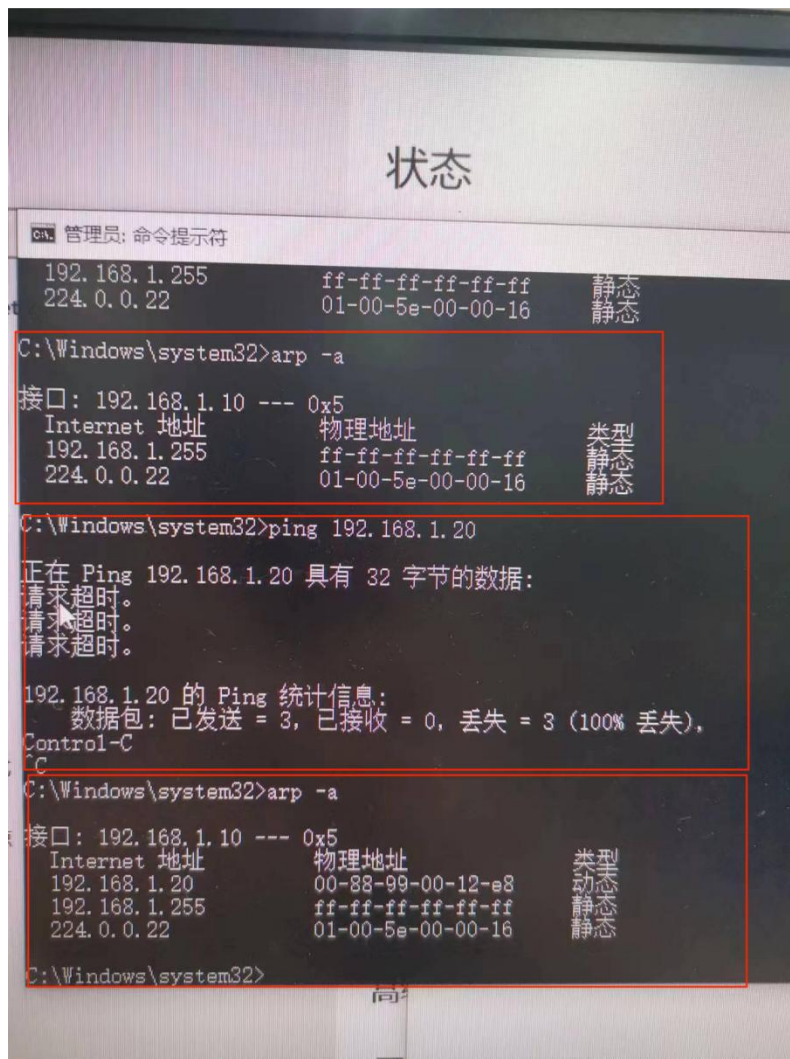 状态
管理员: 命令提示符
192.168.1.255 ff-ff-ff-ff-ff-ff 静态
224.0.0.22 01-00-5e-00-00-16 静态
C:\Windows\system32>arp -a
接口: 192.168.1.10 --- 0x5
Internet 地址 物理地址 类型
192.168.1.255 ff-ff-ff-ff-ff-ff 静态
224.0.0.22 01-00-5e-00-00-16 静态
C:\Windows\system32>ping 192.168.1.20
正在 Ping 192.168.1.20 具有 32 字节的数据:
请求超时。
请求超时。
请求超时。
192.168.1.20 的 Ping 统计信息:
数据包: 已发送 = 3, 已接收 = 0, 丢失 = 3 (100% 丢失),
Control-C
^C
C:\Windows\system32>arp -a
接口: 192.168.1.10 --- 0x5
Internet 地址 物理地址 类型
192.168.1.20 00-88-99-00-12-e8 动态
192.168.1.255 ff-ff-ff-ff-ff-ff 静态
224.0.0.22 01-00-5e-00-00-16 静态
C:\Windows\system32>